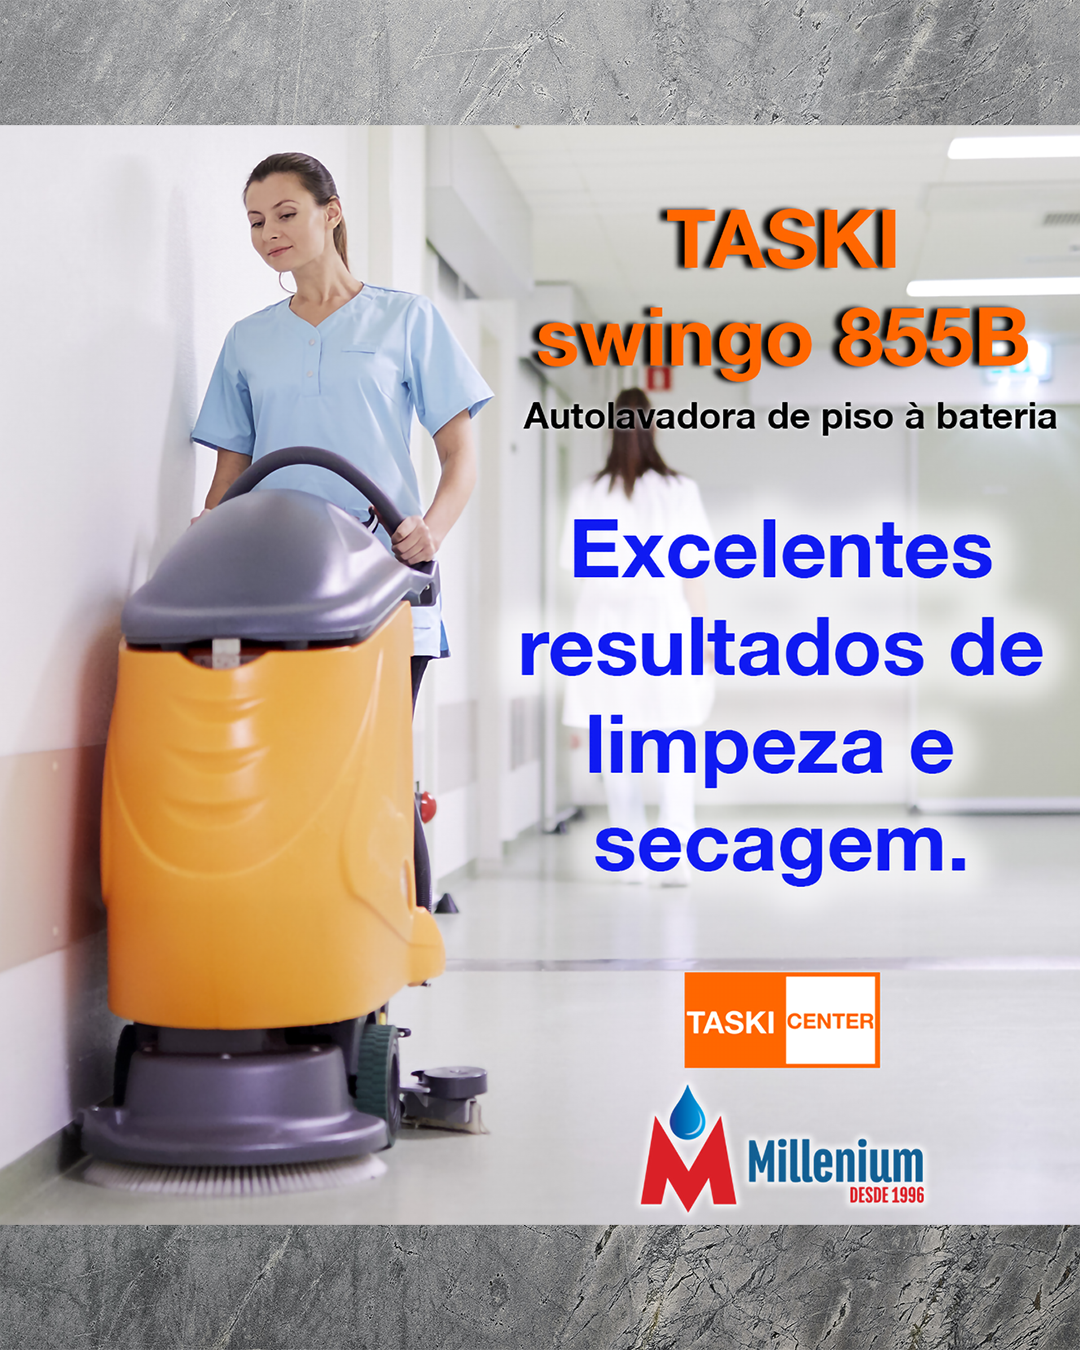 TASKI
swingo 855B
Autolavadora de piso à bateria
Excelentes
resultados de
limpeza e
secagem.
TASKI CENTER
Millenium
DESDE 1996